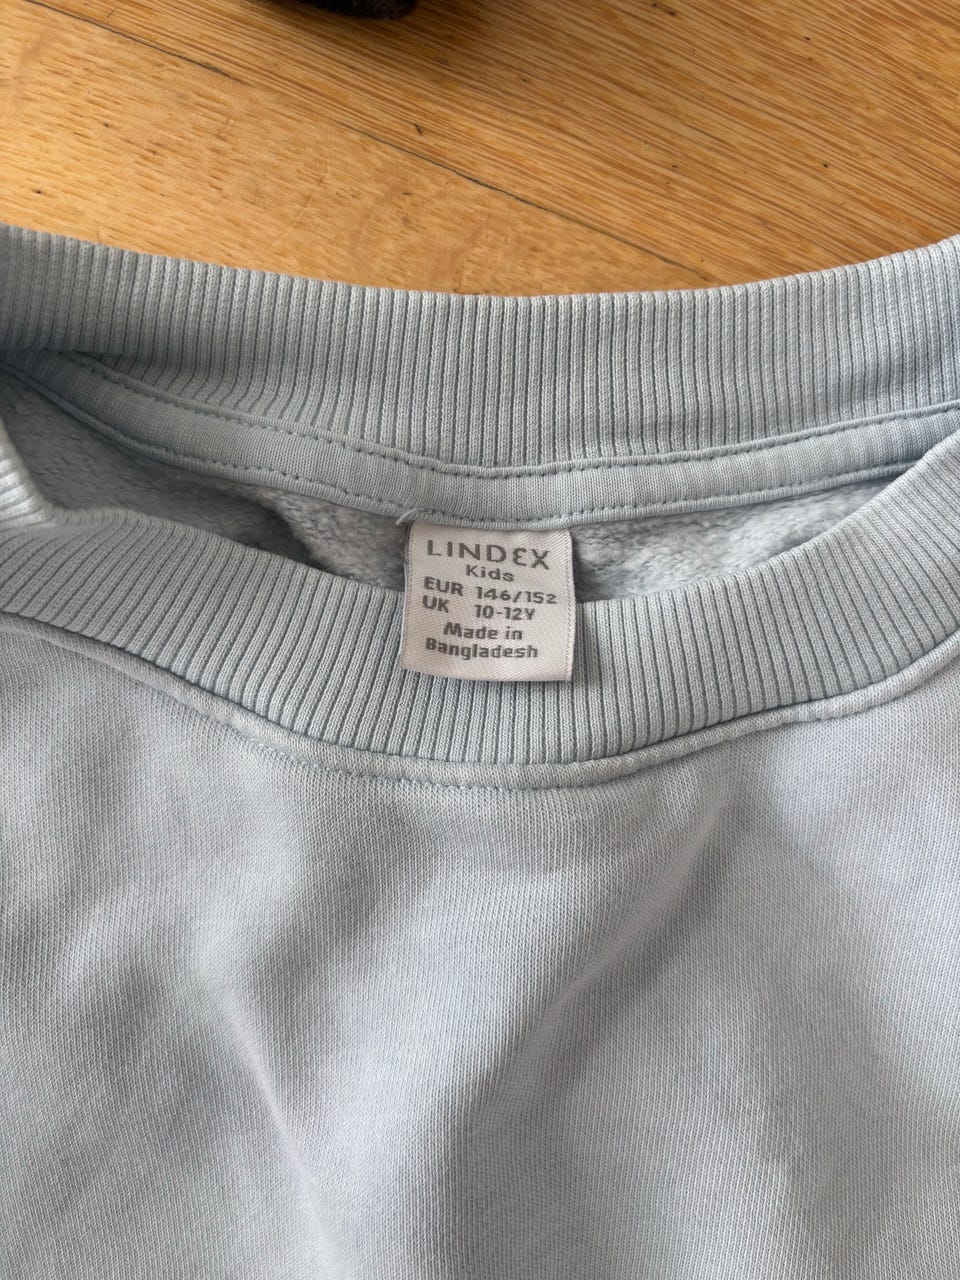 LINDEX
Kids
EUR 146/152
UK 10-12Y
Made in
Bangladesh